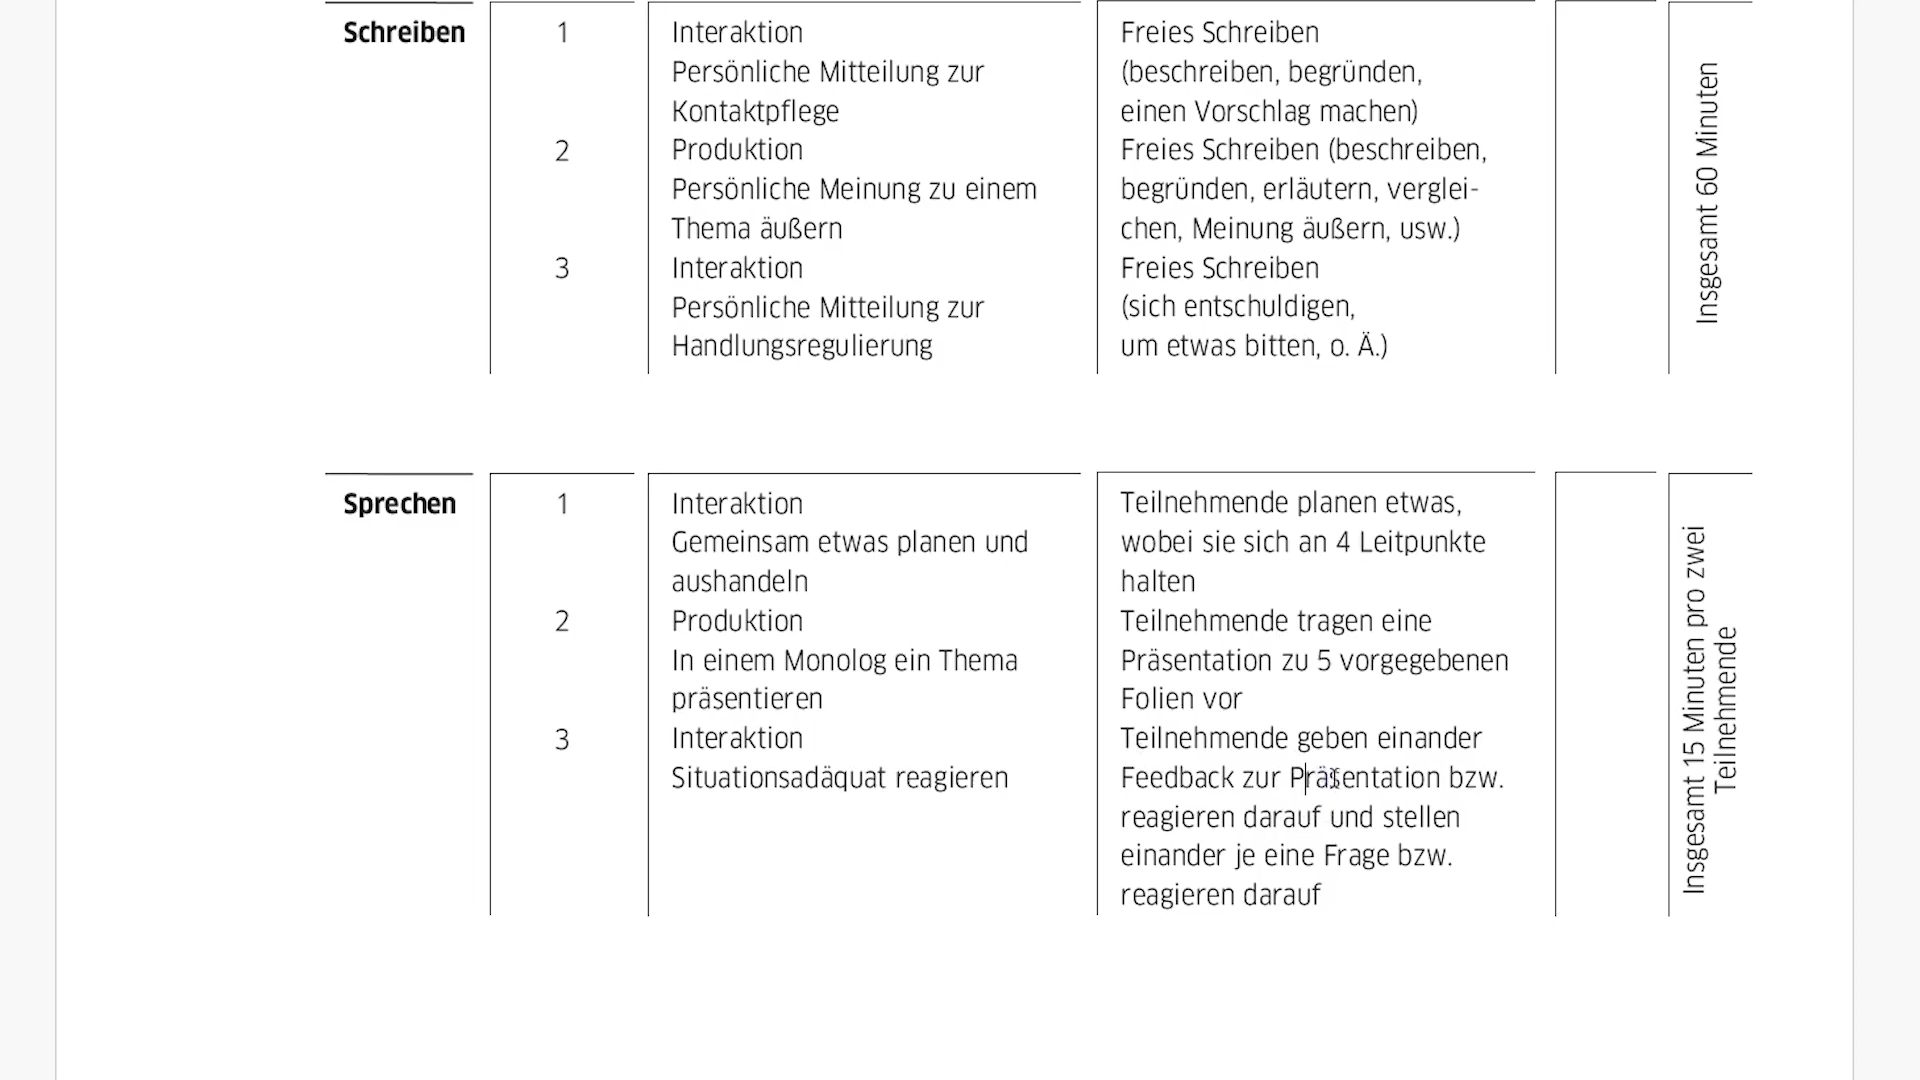 Schreiben
1
Interaktion
Persönliche Mitteilung zur
Kontaktpflege
Freies Schreiben
(beschreiben, begründen,
einen Vorschlag machen)
2
Produktion
Persönliche Meinung zu einem
Thema äußern
Freies Schreiben (beschreiben,
begründen, erläutern, verglei-
chen, Meinung äußern, usw.)
3
Interaktion
Persönliche Mitteilung zur
Handlungsregulierung
Freies Schreiben
(sich entschuldigen,
um etwas bitten, o. Ä.)
Insgesamt 60 Minuten
Sprechen
1
Interaktion
Gemeinsam etwas planen und
aushandeln
Teilnehmende planen etwas,
wobei sie sich an 4 Leitpunkte
halten
2
Produktion
In einem Monolog ein Thema
präsentieren
Teilnehmende tragen eine
Präsentation zu 5 vorgegebenen
Folien vor
3
Interaktion
Situationsadäquat reagieren
Teilnehmende geben einander
Feedback zur Präsentation bzw.
reagieren darauf und stellen
einander je eine Frage bzw.
reagieren darauf
Insgesamt 15 Minuten pro zwei
Teilnehmende